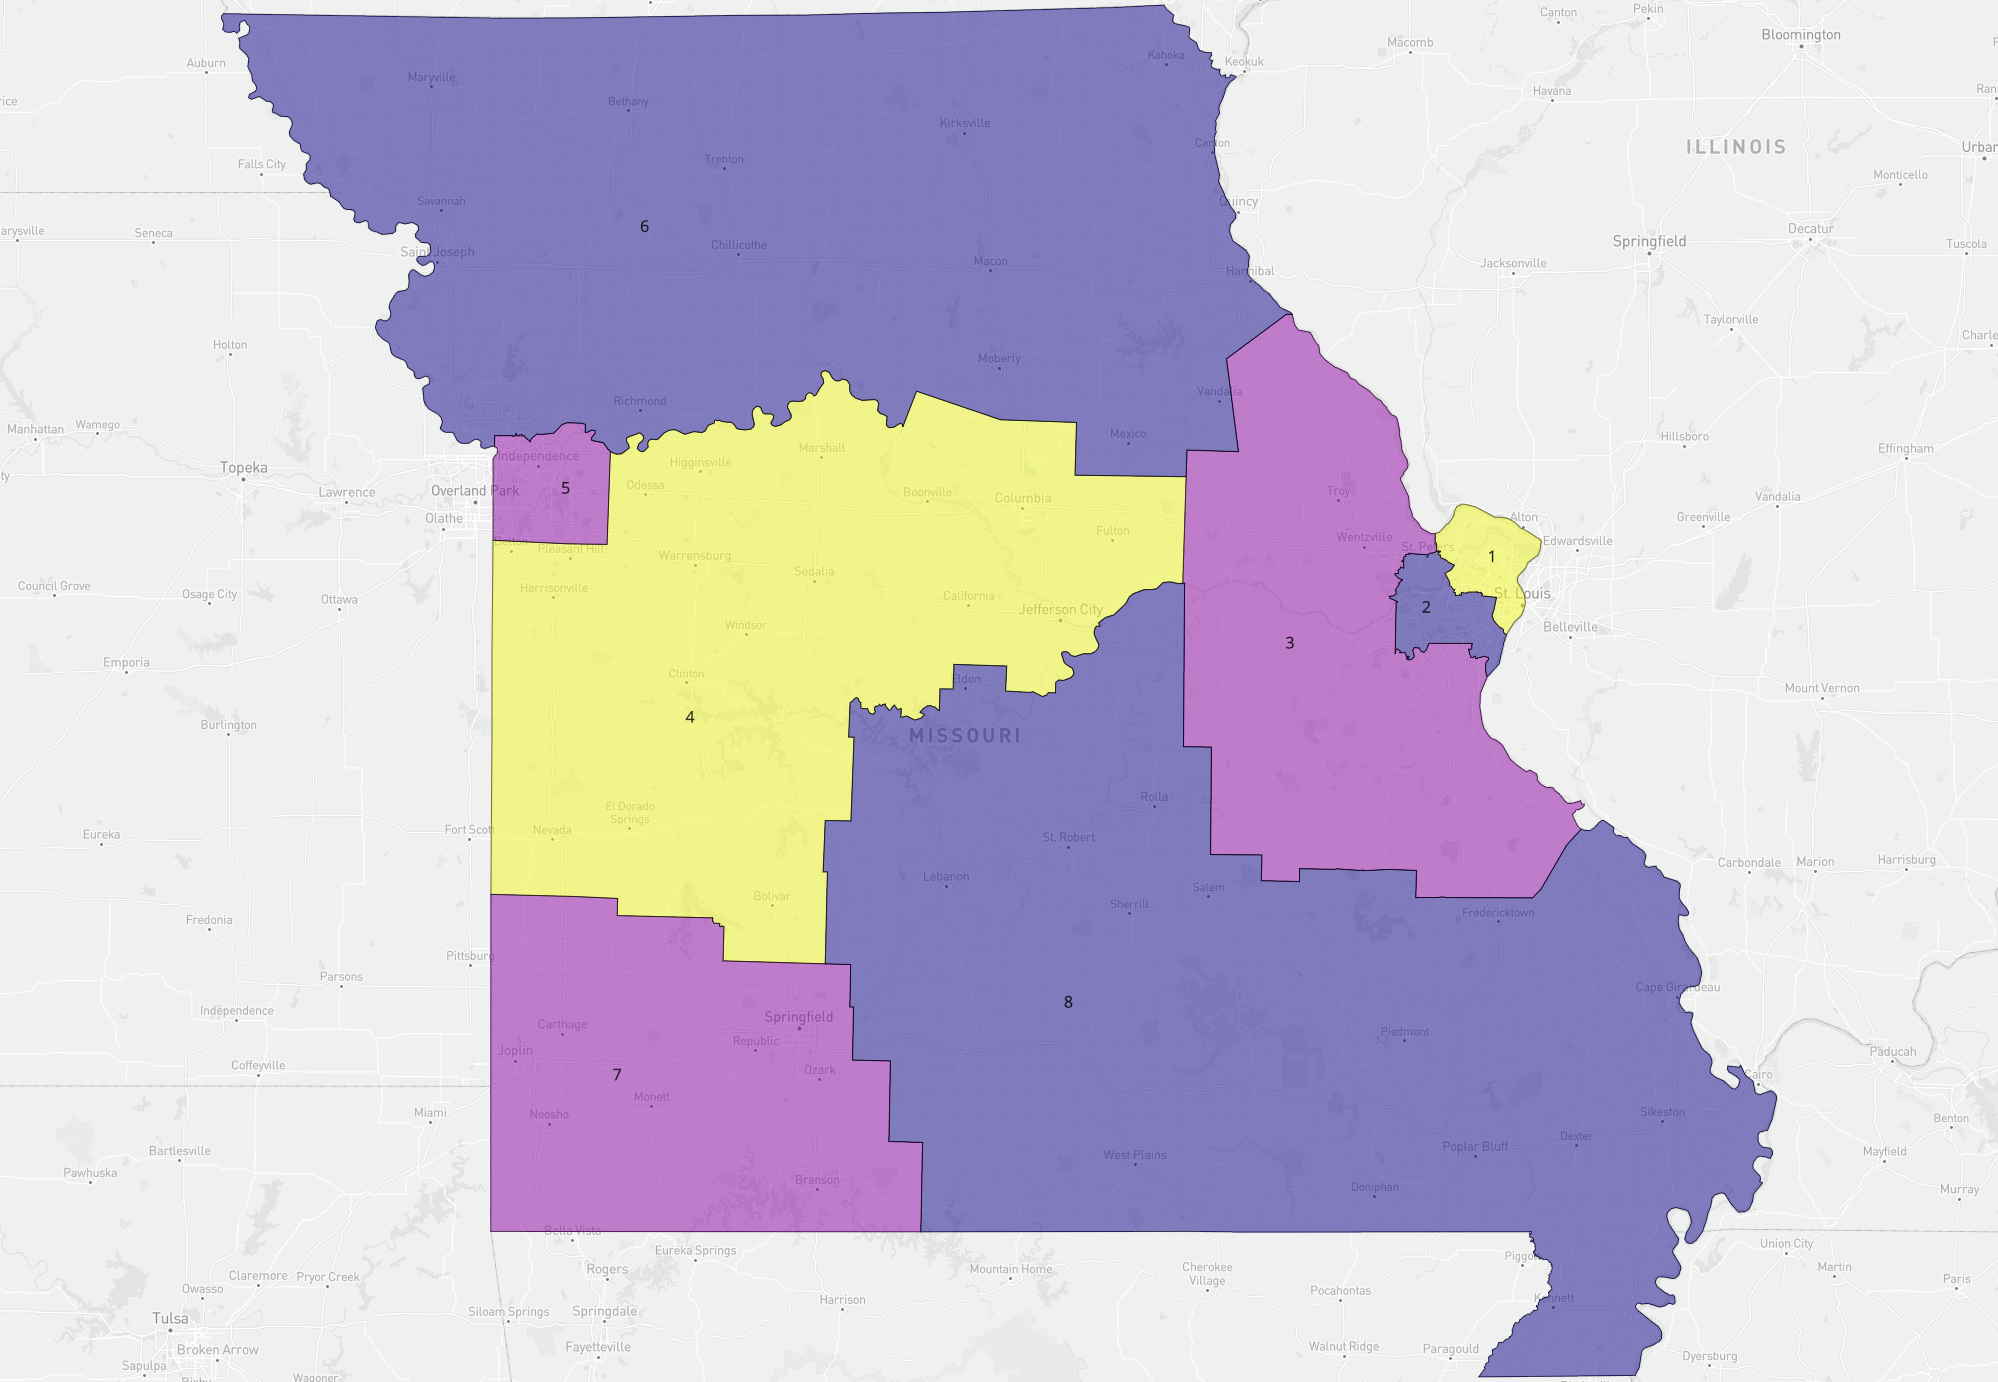 Pekin
Canton
Bloomington
Macomb
Kahoka
Keokuk
Auburn
Maryville
Bethany
Havana
ILLINOIS
Kirksville
Canton
Trenton
Falls City
Monticello
Savannah
Quincy
arysville
Seneca
6
Chillicothe
Decatur
Springfield
Tuscola
Saint Joseph
Macon
Hannibal
Jacksonville
Taylorville
Holton
Moberly
Richmond
Vandalia
Manhattan
Wamego
Mexico
Hillsboro
Marshall
Effingham
Independence
Higginsville
Topeka
Odessa
5
Lawrence
Overland Park
Boonville
Columbia
Troy
Vandalia
Olathe
Fulton
Alton
Greenville
Belton
Pleasant Hill
Warrensburg
Wentzville
St. Peters
1
Edwardsville
Sedalia
Council Grove
Osage City
Ottawa
Harrisonville
California
Jefferson City
2
St. Louis
Windsor
Belleville
3
Emporia
Clinton
Eldon
Mount Vernon
4
Burlington
MISSOURI
Rolla
El Dorado
Springs
Eureka
Fort Scott
Nevada
St. Robert
Carbondale
Marion
Harrisburg
Lebanon
Salem
Bolivar
Sherrill
Fredericktown
Fredonia
Pittsburg
Parsons
Cape Girardeau
8
Independence
Springfield
Carthage
Republic
Piedmont
Joplin
Paducah
Coffeyville
7
Ozark
Cairo
Monett
Miami
Neosho
Sikeston
Benton
Bartlesville
West Plains
Poplar Bluff
Dexter
Mayfield
Pawhuska
Branson
Doniphan
Murray
Bella Vista
Eureka Springs
Union City
Rogers
Mountain Home
Cherokee
Village
Martin
Claremore
Pryor Creek
Paris
Owasso
Harrison
Pocahontas
Kennett
Tulsa
Siloam Springs
Springdale
Broken Arrow
Fayetteville
Walnut Ridge
Paragould
Dyersburg
Sapulpa
Wagoner